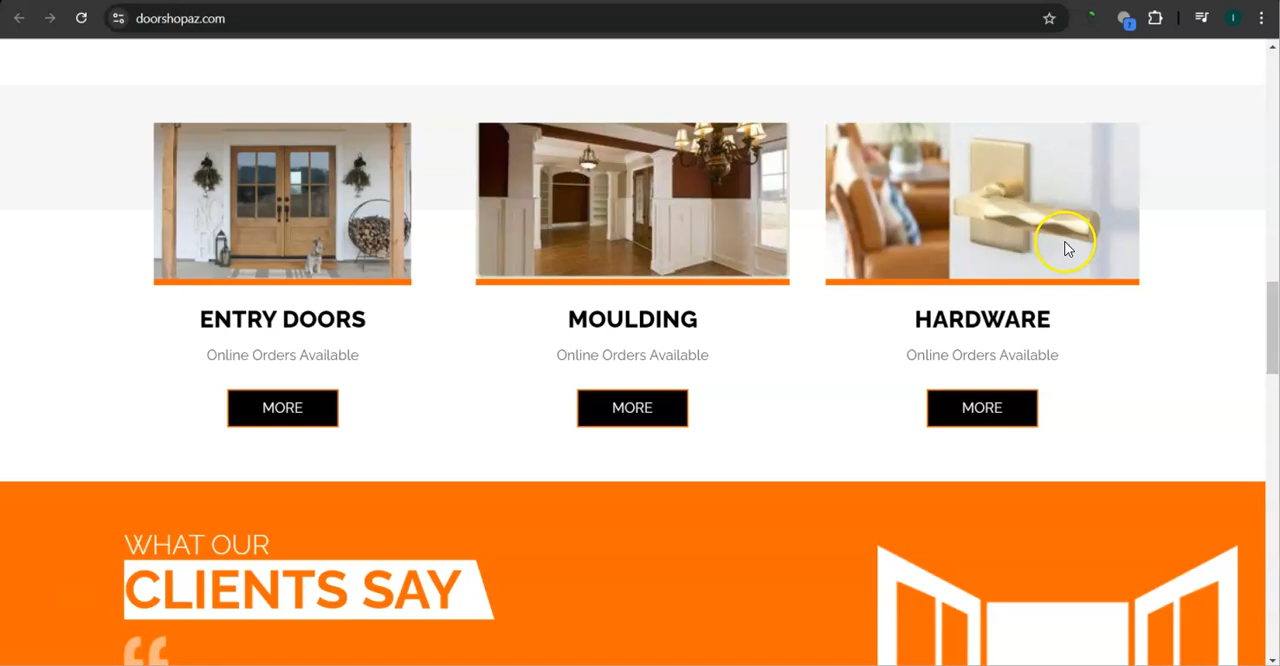 doorshopaz.com
ENTRY DOORS
Online Orders Available
MORE
MOULDING
Online Orders Available
MORE
HARDWARE
Online Orders Available
MORE
WHAT OUR
CLIENTS SAY
“